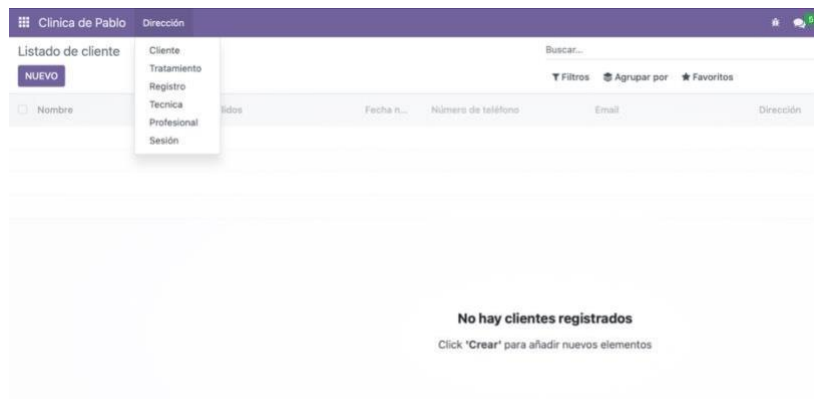 Clinica de Pablo Dirección 5
Listado de cliente
NUEVO
Cliente
Tratamiento
Registro
Tecnica
Profesional
Sesión
Buscar...
Filtros Agrupar por Favoritos
Nombre llidos Fecha n... Número de teléfono Email Dirección
No hay clientes registrados
Click 'Crear' para añadir nuevos elementos